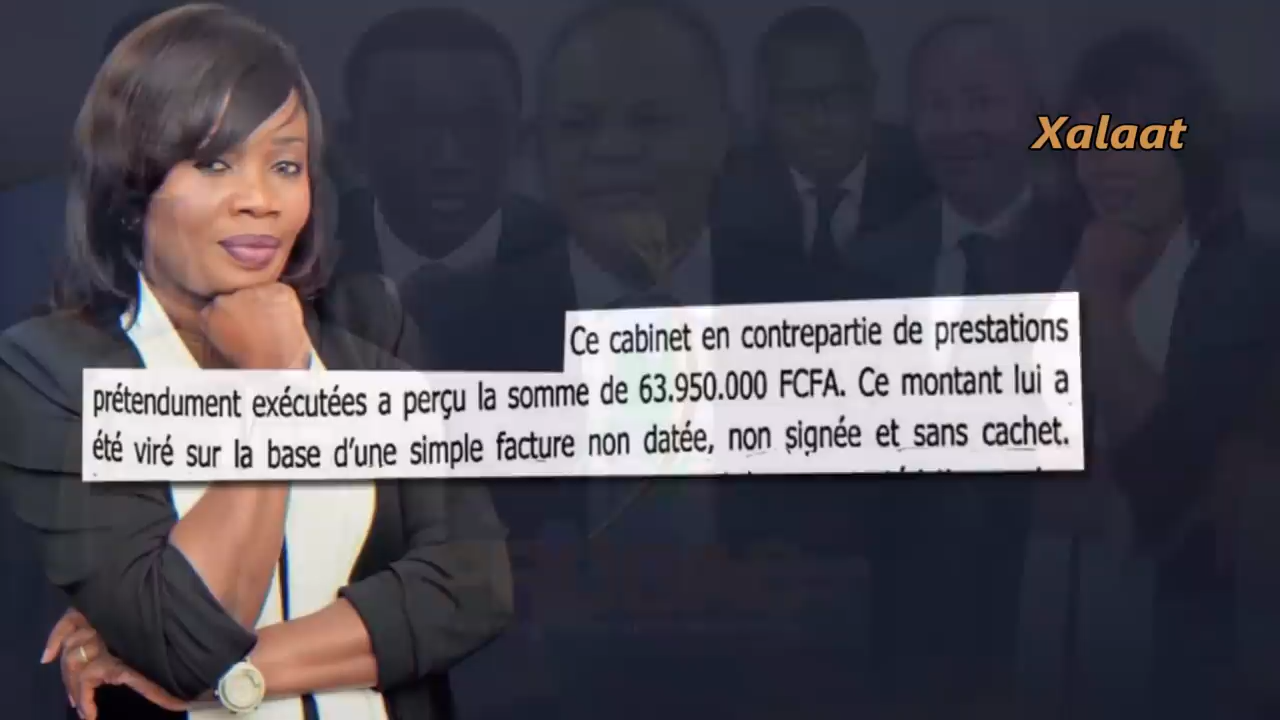 Xalaat
Ce cabinet en contrepartie de prestations
prétendument exécutées a perçu la somme de 63.950.000 FCFA. Ce montant lui a
été viré sur la base d'une simple facture non datée, non signée et sans cachet.